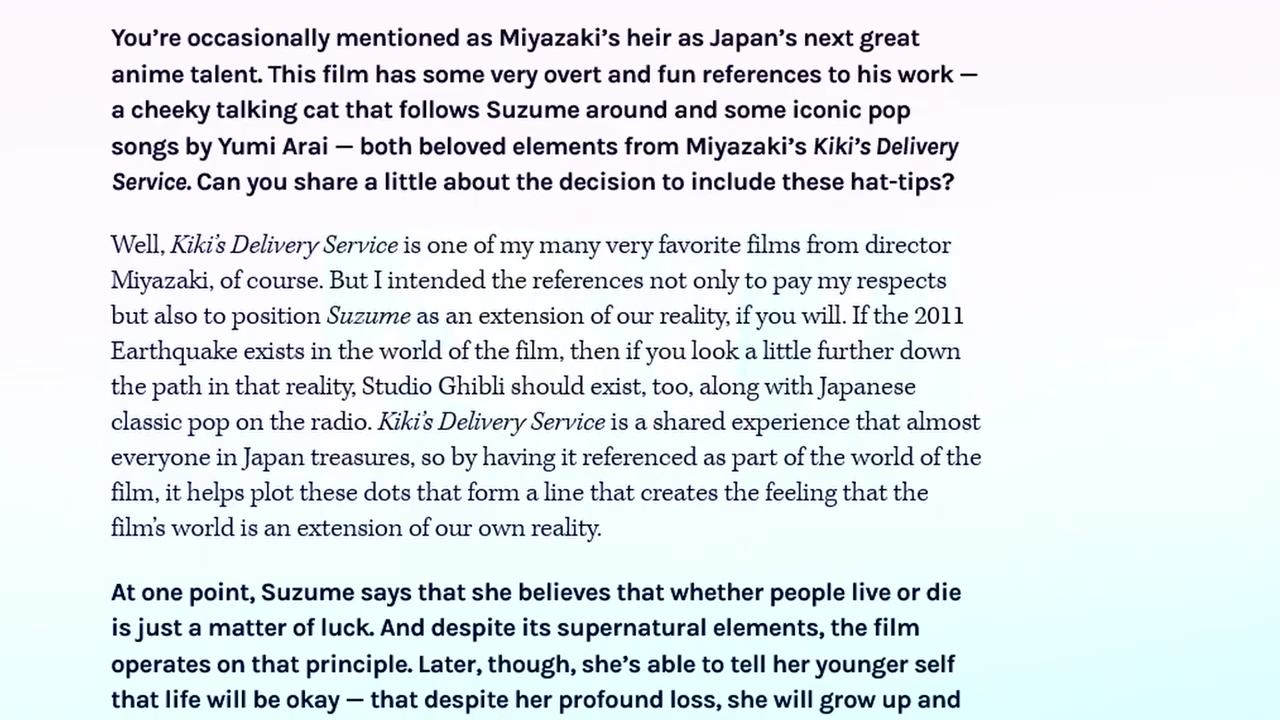 You’re occasionally mentioned as Miyazaki’s heir as Japan’s next great
anime talent. This film has some very overt and fun references to his work —
a cheeky talking cat that follows Suzume around and some iconic pop
songs by Yumi Arai — both beloved elements from Miyazaki’s Kiki’s Delivery
Service. Can you share a little about the decision to include these hat-tips?
Well, Kiki’s Delivery Service is one of my many very favorite films from director
Miyazaki, of course. But I intended the references not only to pay my respects
but also to position Suzume as an extension of our reality, if you will. If the 2011
Earthquake exists in the world of the film, then if you look a little further down
the path in that reality, Studio Ghibli should exist, too, along with Japanese
classic pop on the radio. Kiki’s Delivery Service is a shared experience that almost
everyone in Japan treasures, so by having it referenced as part of the world of the
film, it helps plot these dots that form a line that creates the feeling that the
film’s world is an extension of our own reality.
At one point, Suzume says that she believes that whether people live or die
is just a matter of luck. And despite its supernatural elements, the film
operates on that principle. Later, though, she’s able to tell her younger self
that life will be okay — that despite her profound loss, she will grow up and